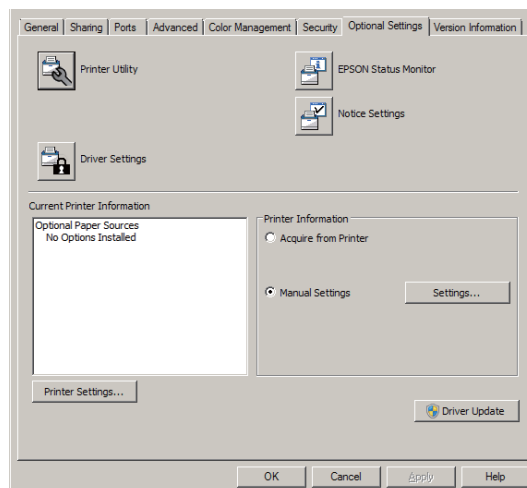 General Sharing Ports Advanced Color Management Security Optional Settings Version Information
Printer Utility
EPSON Status Monitor
Notice Settings
Driver Settings
Current Printer Information
Optional Paper Sources
No Options Installed
Printer Information
Acquire from Printer
Manual Settings
Settings...
Printer Settings...
Driver Update
OK Cancel Apply Help